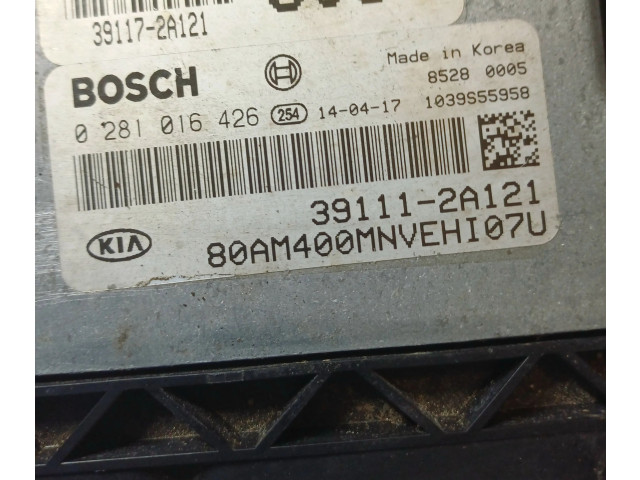 39117-2A121
BOSCH
Made in Korea
8528 0005
0 281 016 426 254 14-04-17 1039S55958
39111-2A121
KIA
80AM400MNVEHI07U